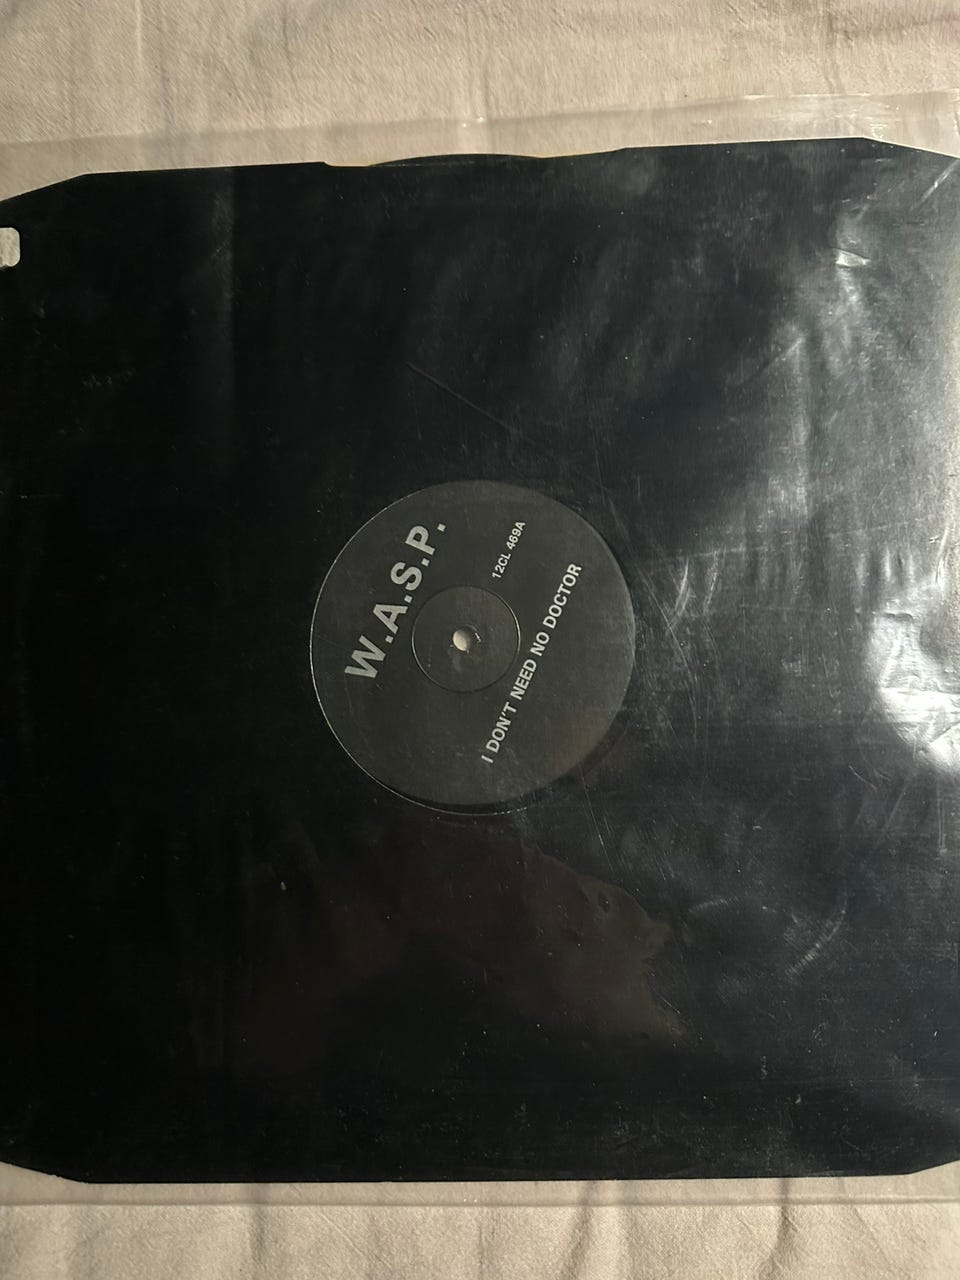 W.A.S.P.
12CL 469A
I DON'T NEED NO DOCTOR